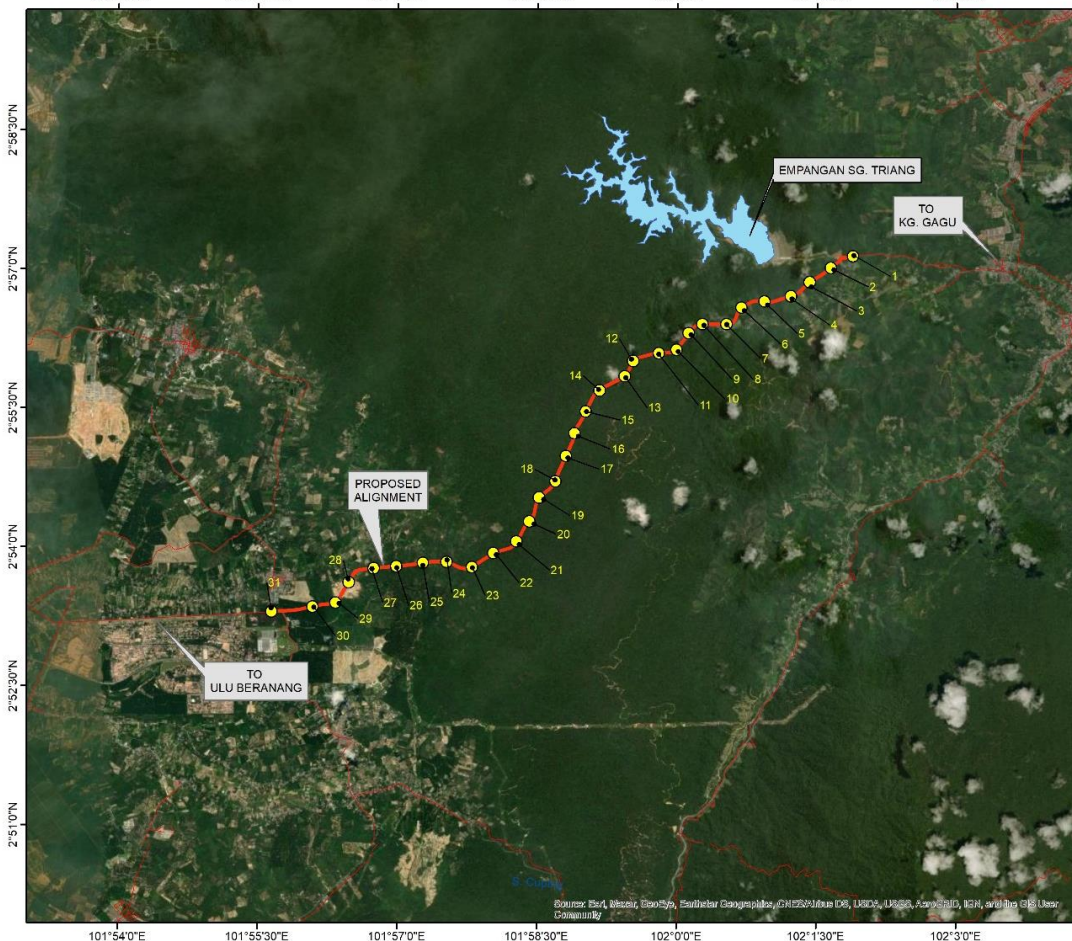 2°58'30"N
EMPANGAN SG. TRIANG
TO
KG. GAGU
2°57'0"N
1
2
3
4
5
6
7
8
9
10
11
12
13
14
2°55'30"N
15
16
17
18
19
PROPOSED
ALIGNMENT
20
2°54'0"N
21
22
23
24
25
26
27
28
29
30
31
TO
ULU BERANANG
2°52'30"N
2°51'0"N
Source: Esri, Maxar, GeoEye, Earthstar Geographics, CNES/Airbus DS, USDA, USGS, AeroGRID, IGN, and the GIS User
Community
101°54'0"E
101°55'30"E
101°57'0"E
101°58'30"E
102°0'0"E
102°1'30"E
102°3'0"E